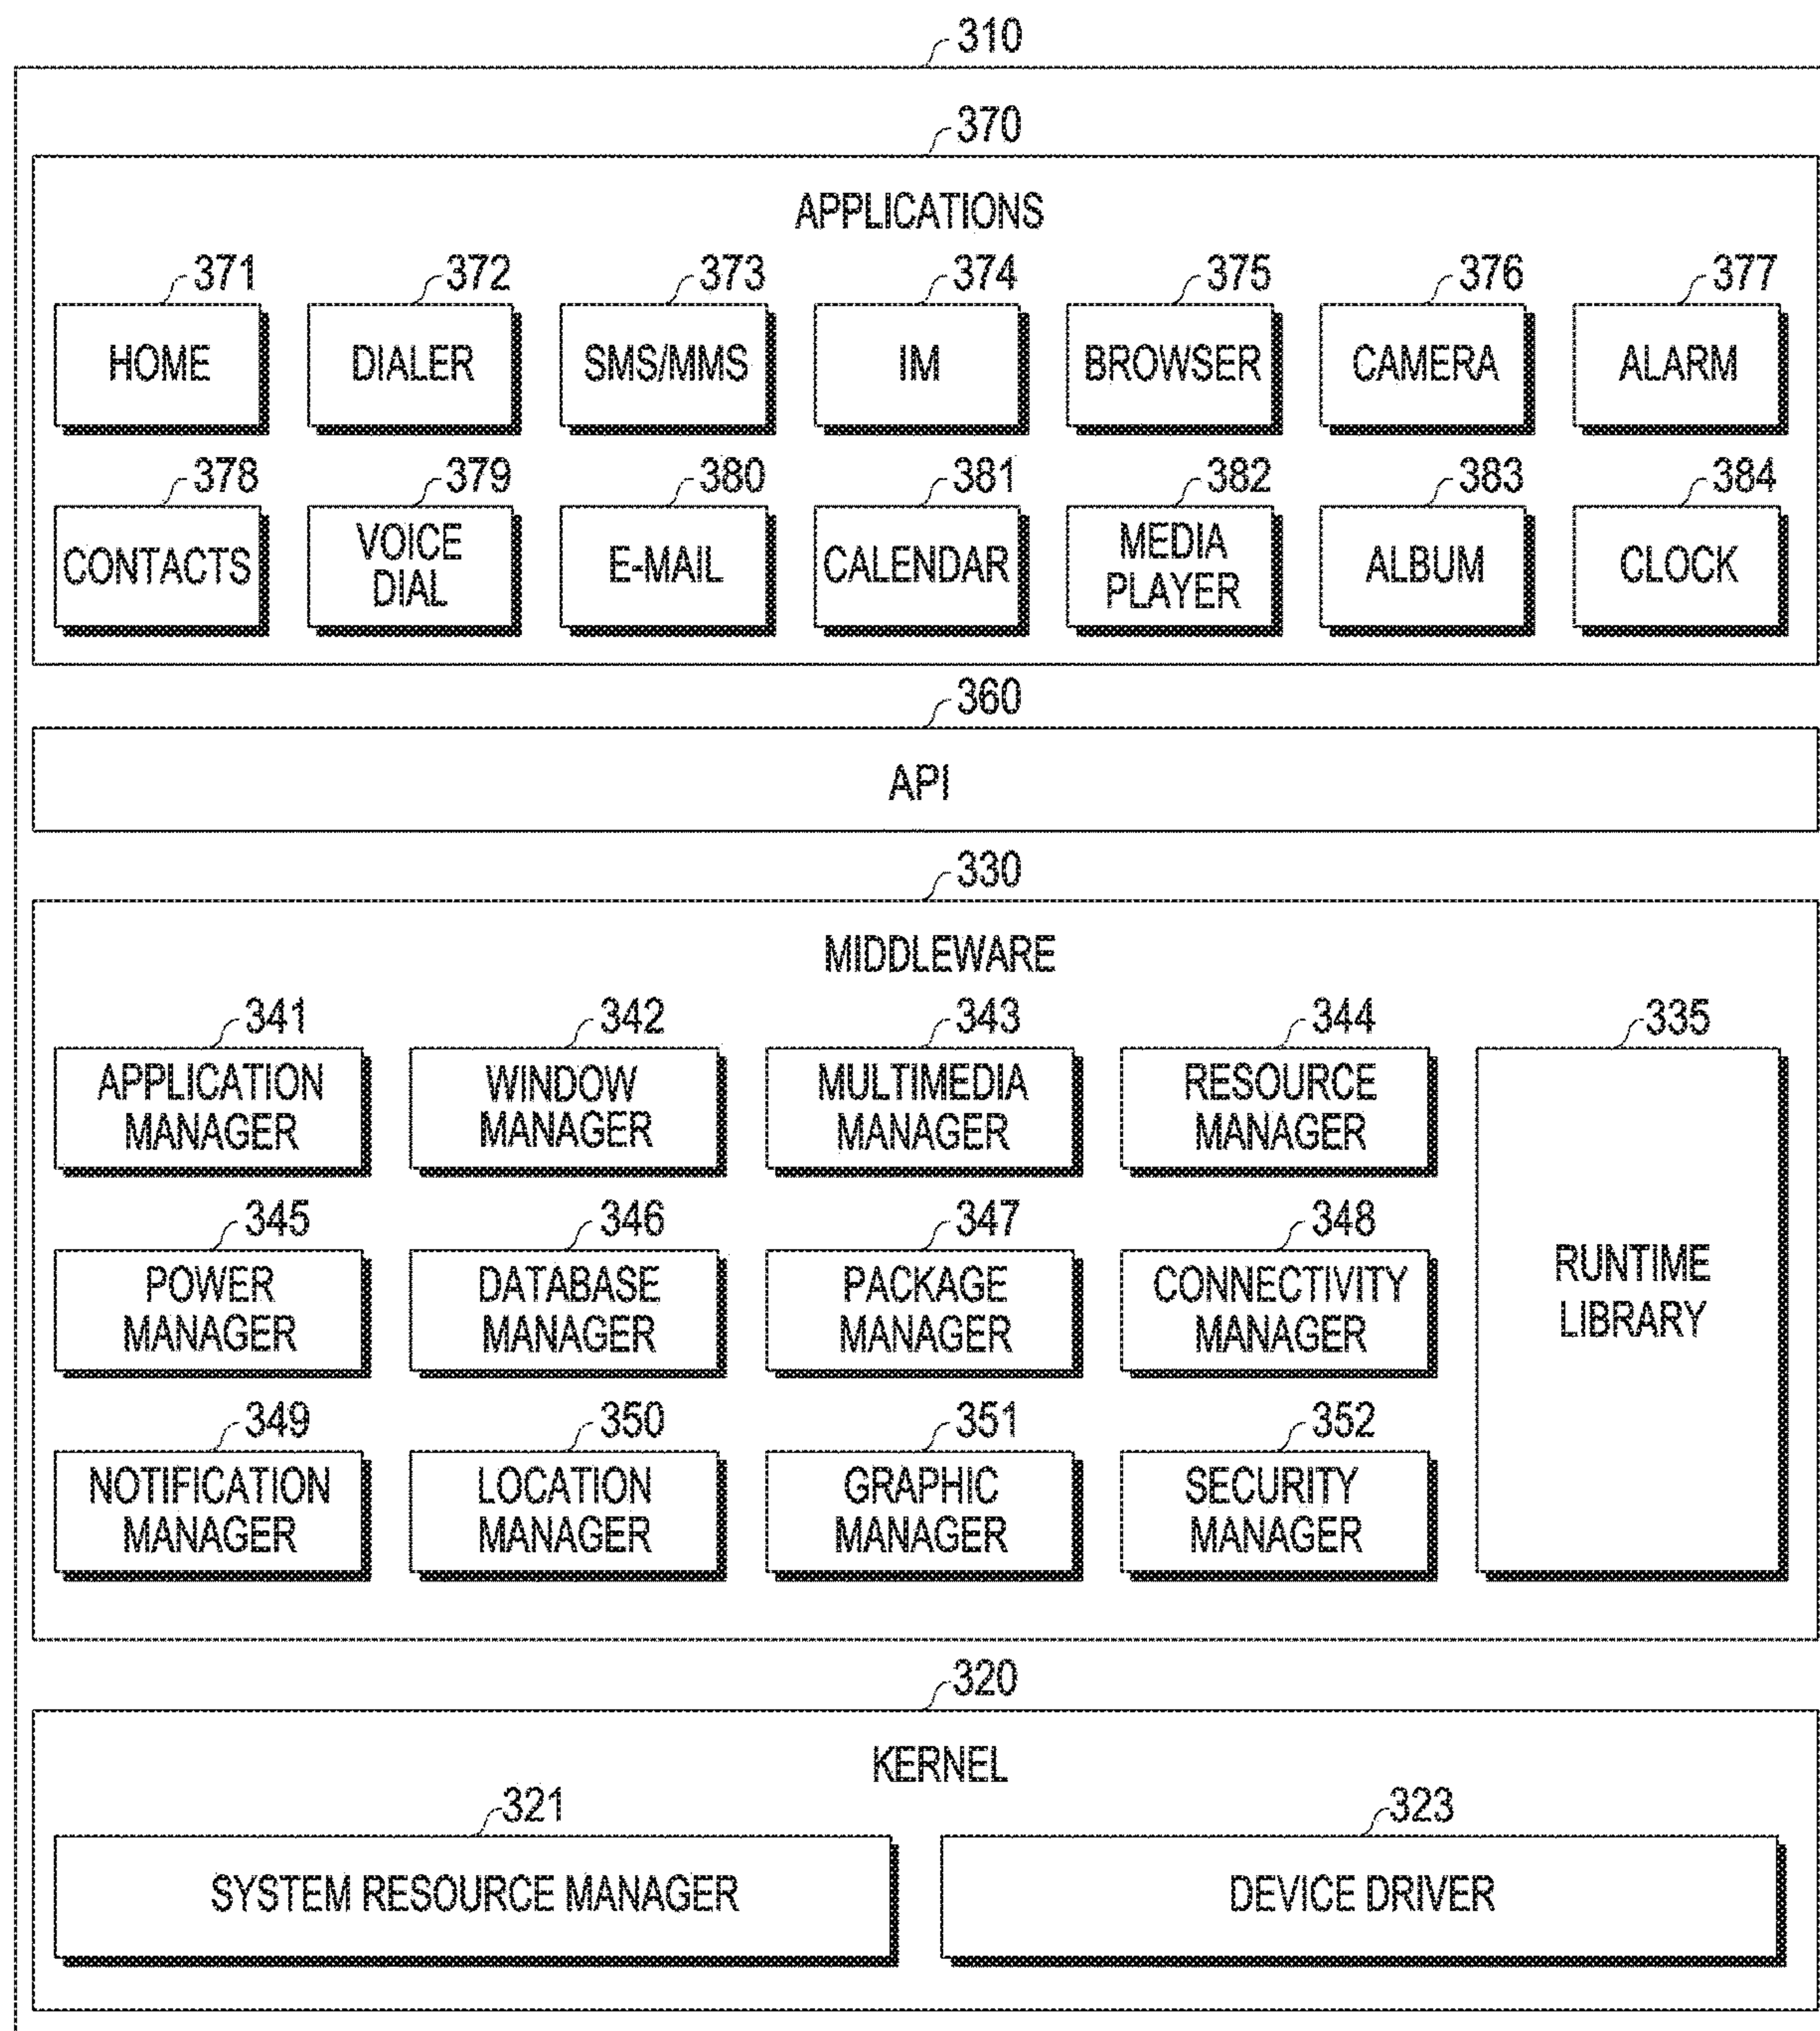 310
370
APPLICATIONS
371 372 373 374 375 376 377
HOME DIALER SMS/MMS IM BROWSER CAMERA ALARM
378 379 380 381 382 383 384
CONTACTS VOICE DIAL E-MAIL CALENDAR MEDIA PLAYER ALBUM CLOCK
360
API
330
MIDDLEWARE
341 342 343 344 335
APPLICATION MANAGER WINDOW MANAGER MULTIMEDIA MANAGER RESOURCE MANAGER
345 346 347 348
POWER MANAGER DATABASE MANAGER PACKAGE MANAGER CONNECTIVITY MANAGER RUNTIME LIBRARY
349 350 351 352
NOTIFICATION MANAGER LOCATION MANAGER GRAPHIC MANAGER SECURITY MANAGER
320
KERNEL
321 323
SYSTEM RESOURCE MANAGER DEVICE DRIVER